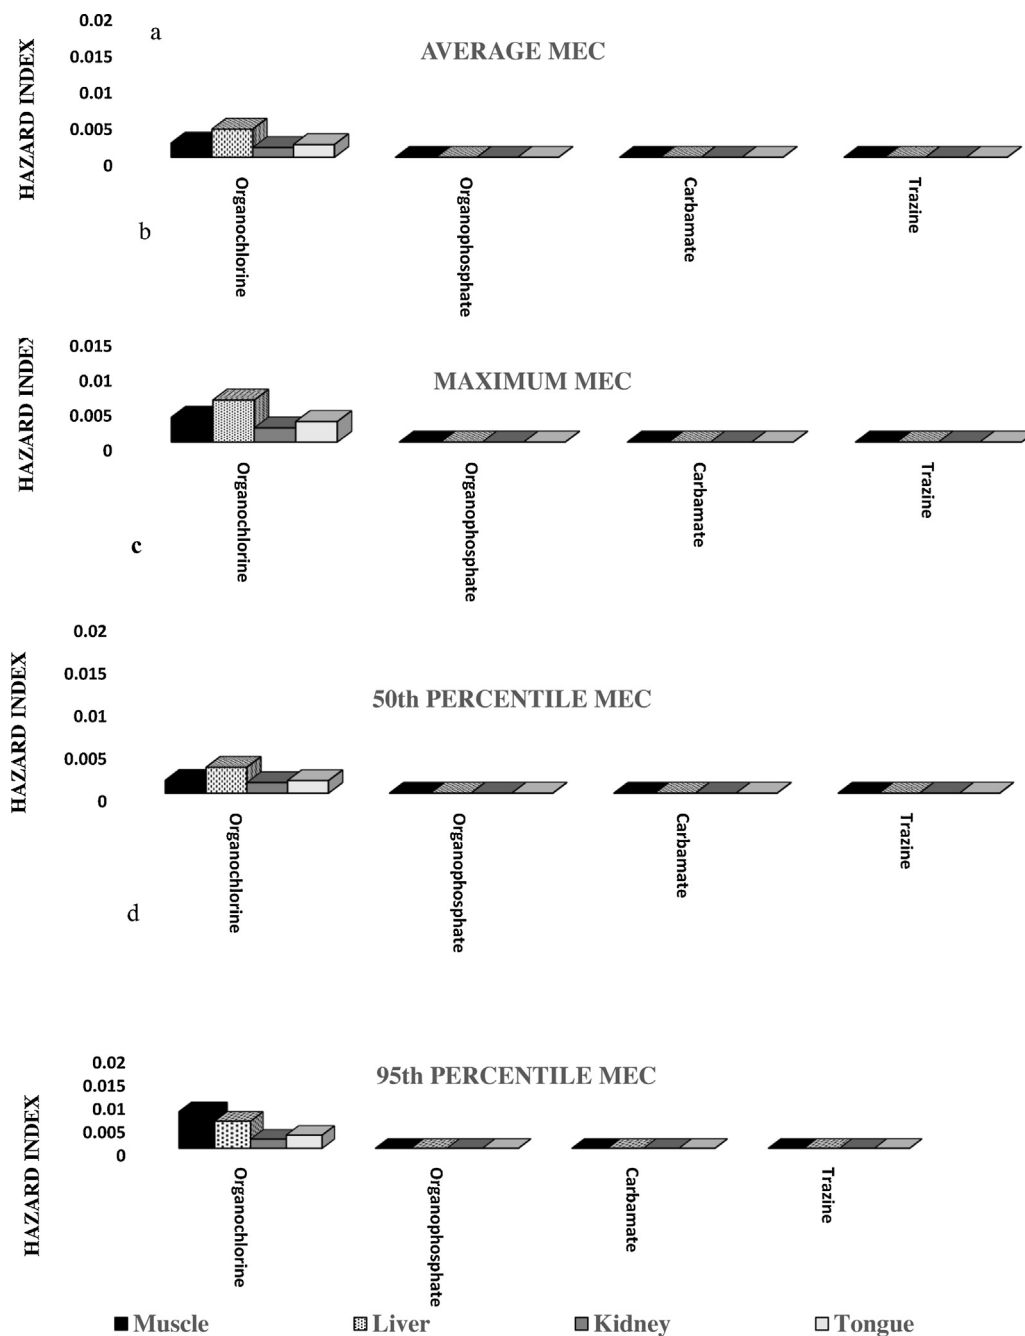 a
AVERAGE MEC
HAZARD INDEX
0.02
0.015
0.01
0.005
0
Organochlorine
Organophosphate
Carbamate
Trazine
b
MAXIMUM MEC
HAZARD INDEX
0.015
0.01
0.005
0
Organochlorine
Organophosphate
Carbamate
Trazine
c
50th PERCENTILE MEC
HAZARD INDEX
0.02
0.015
0.01
0.005
0
Organochlorine
Organophosphate
Carbamate
Trazine
d
95th PERCENTILE MEC
HAZARD INDEX
0.02
0.015
0.01
0.005
0
Organochlorine
Organophosphate
Carbamate
Trazine
Muscle Liver Kidney Tongue